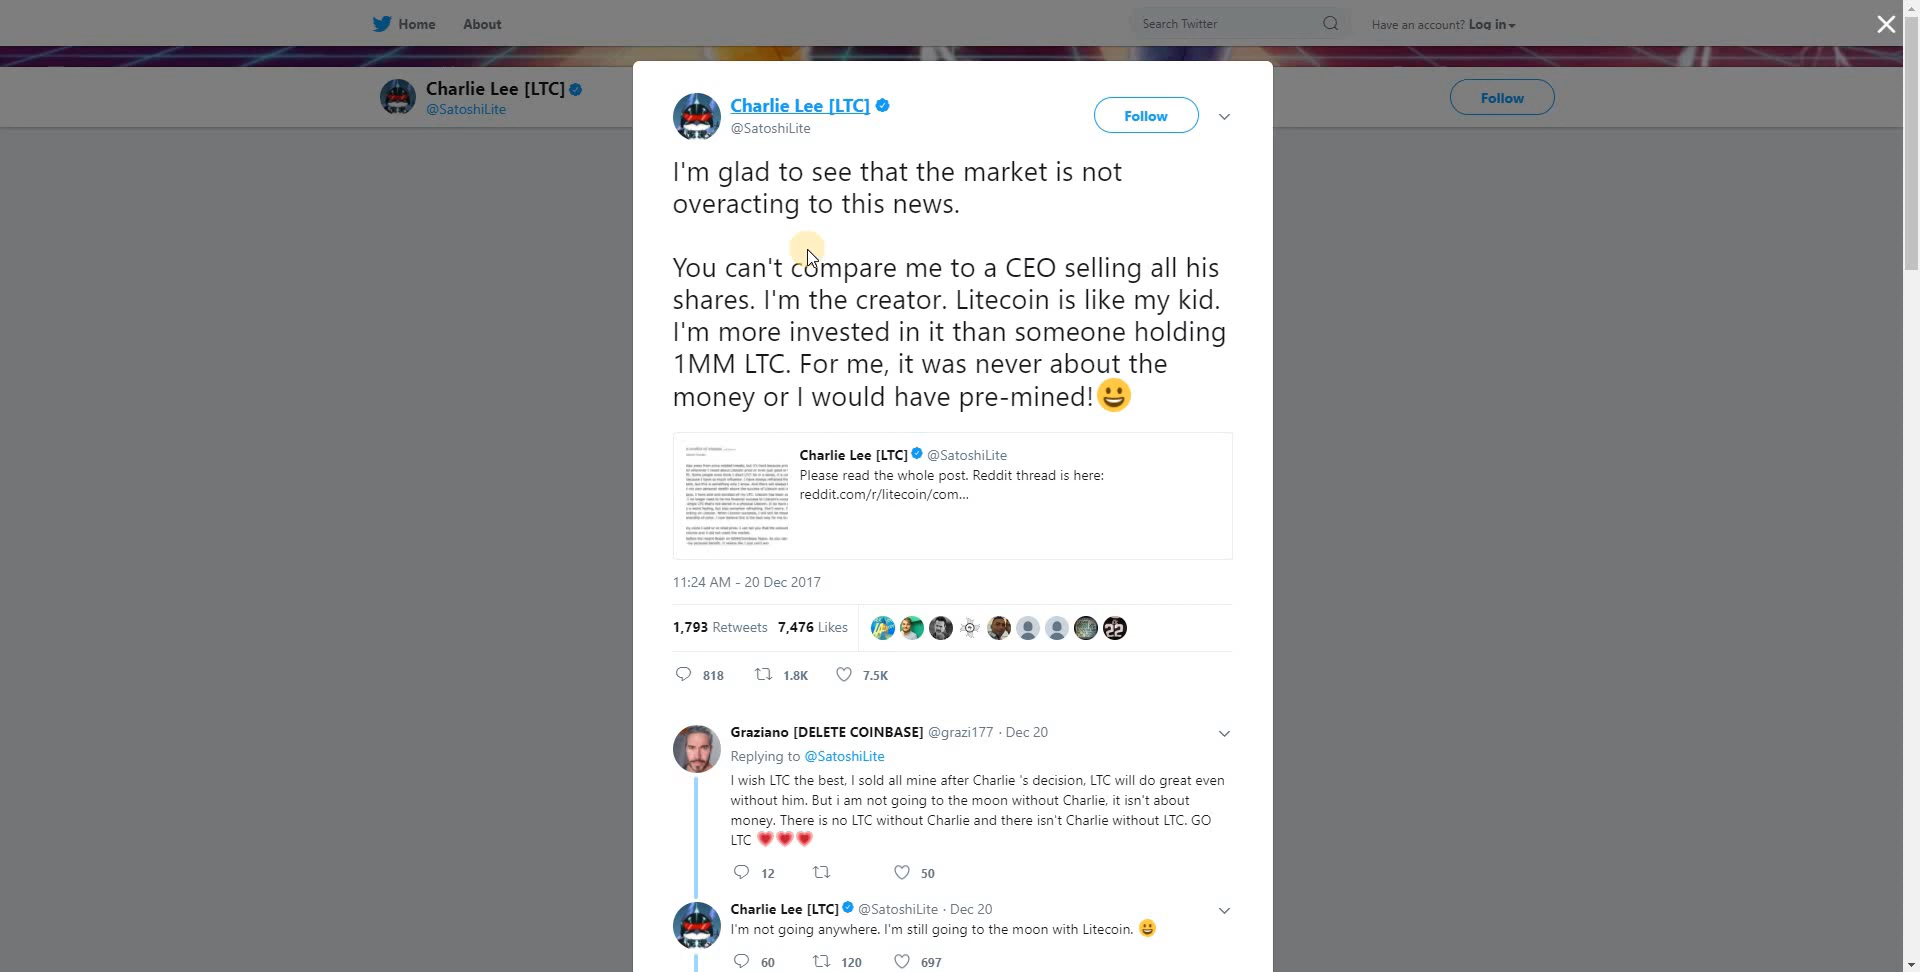 Home About Search Twitter Have an account? Log in
Charlie Lee [LTC]
@SatoshiLite
Follow
Charlie Lee [LTC]
@SatoshiLite
Follow
I'm glad to see that the market is not
overacting to this news.
You can't compare me to a CEO selling all his
shares. I'm the creator. Litecoin is like my kid.
I'm more invested in it than someone holding
1MM LTC. For me, it was never about the
money or I would have pre-mined!😀
Charlie Lee [LTC] @SatoshiLite
Please read the whole post. Reddit thread is here:
reddit.com/r/litecoin/com...
11:24 AM - 20 Dec 2017
1,793 Retweets 7,476 Likes
22
818 1.8K 7.5K
Graziano [DELETE COINBASE] @grazi177 · Dec 20
Replying to @SatoshiLite
I wish LTC the best, I sold all mine after Charlie 's decision, LTC will do great even
without him. But i am not going to the moon without Charlie, it isn't about
money. There is no LTC without Charlie and there isn't Charlie without LTC. GO
LTC 💗💗💗
12 50
Charlie Lee [LTC] @SatoshiLite · Dec 20
I'm not going anywhere. I'm still going to the moon with Litecoin. 😀
60 120 697